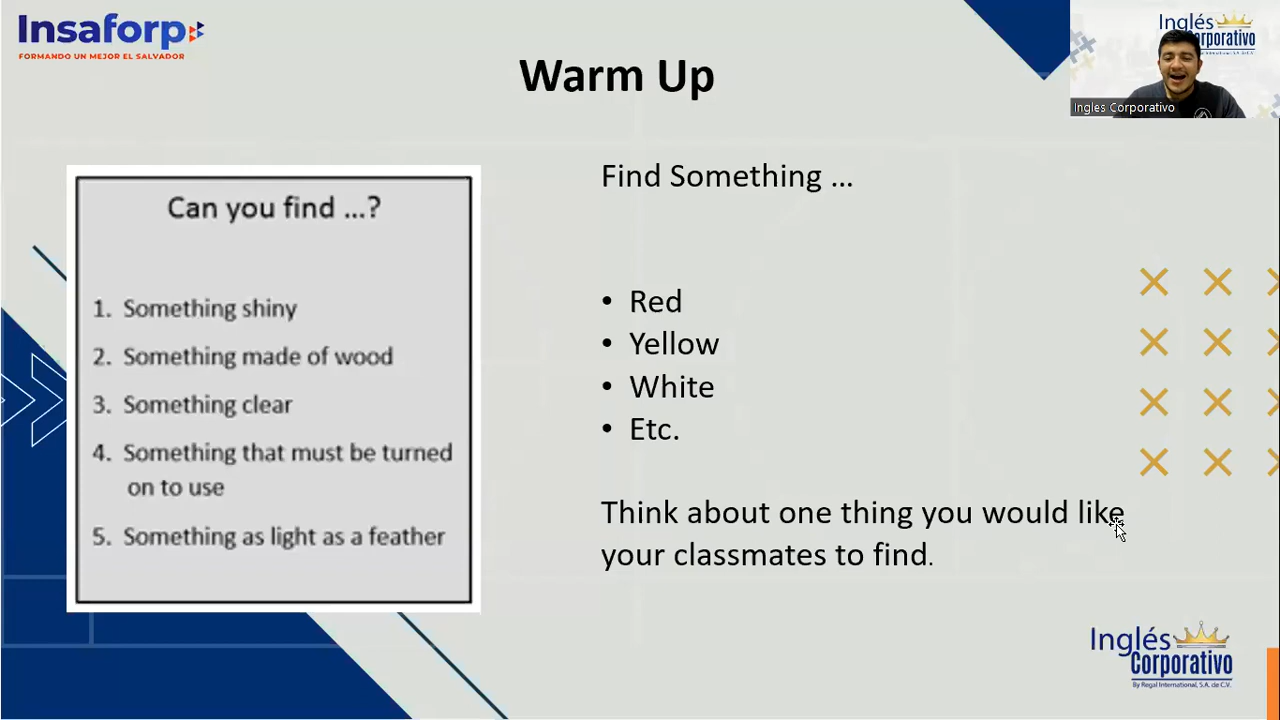 Insaforp
FORMANDO UN MEJOR EL SALVADOR
Warm Up
Inglés
Corporativo
Ingles Corporativo
Can you find ...?
1. Something shiny
2. Something made of wood
3. Something clear
4. Something that must be turned
on to use
5. Something as light as a feather
Find Something ...
• Red
• Yellow
• White
• Etc.
Think about one thing you would like
your classmates to find.
Inglés
Corporativo
By Regal International, S.A. de C.V.